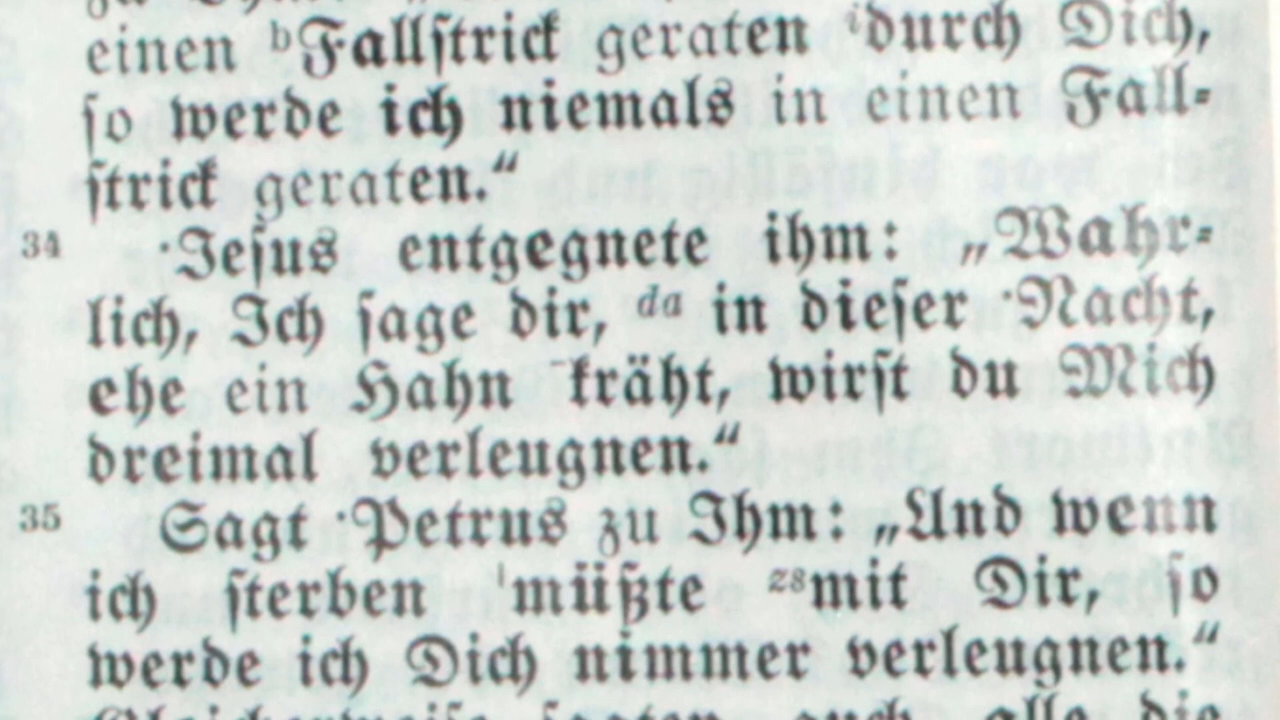 einen ᵇFallſtrick geraten ⁱdurch Dich,
ſo werde ich niemals in einen Fall⸗
ſtrick geraten.“
34 ·Jeſus entgegnete ihm: „Wahr⸗
lich, Ich ſage dir, ᵈᵃ in dieſer ·Nacht,
ehe ein Hahn ‾kräht, wirſt du Mich
dreimal verleugnen.“
35 Sagt ·Petrus zu Ihm: „Und wenn
ich ſterben ˈmüßte ᶻˢmit Dir, ſo
werde ich Dich nimmer verleugnen.“